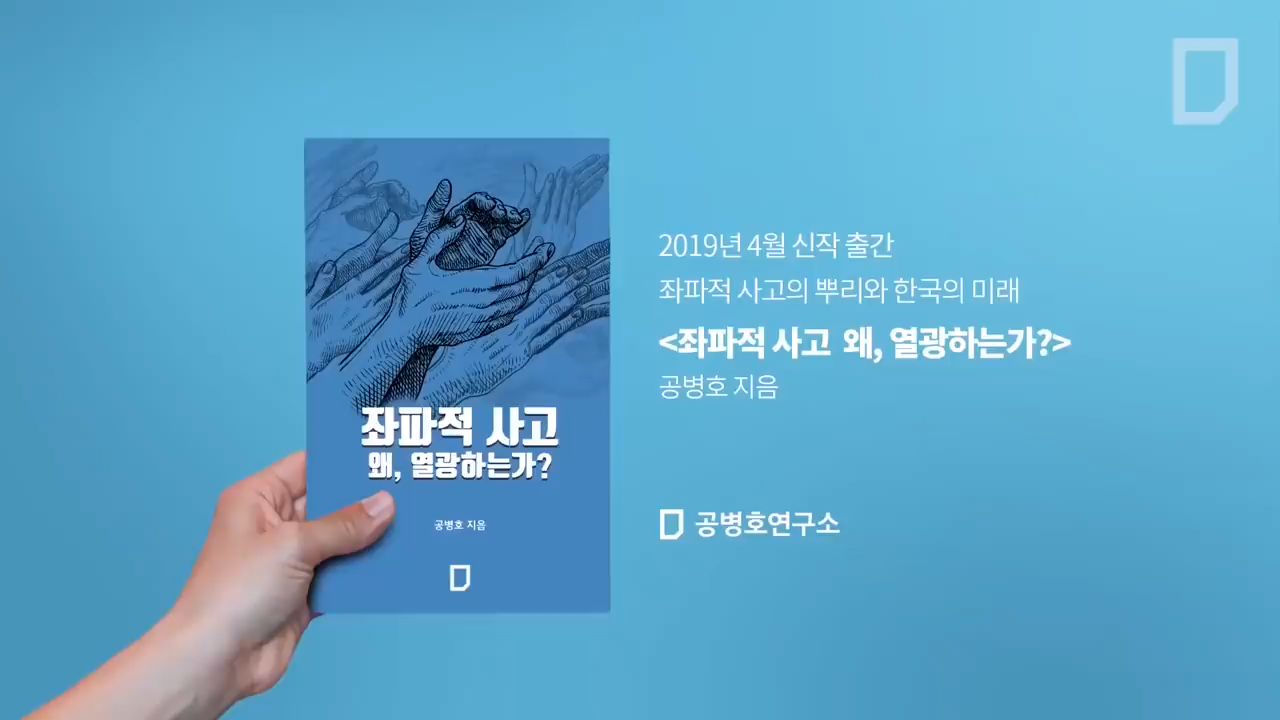 좌파적 사고
왜, 열광하는가?
공병호 지음
2019년 4월 신작 출간
좌파적 사고의 뿌리와 한국의 미래
<좌파적 사고 왜, 열광하는가?>
공병호 지음
공병호연구소